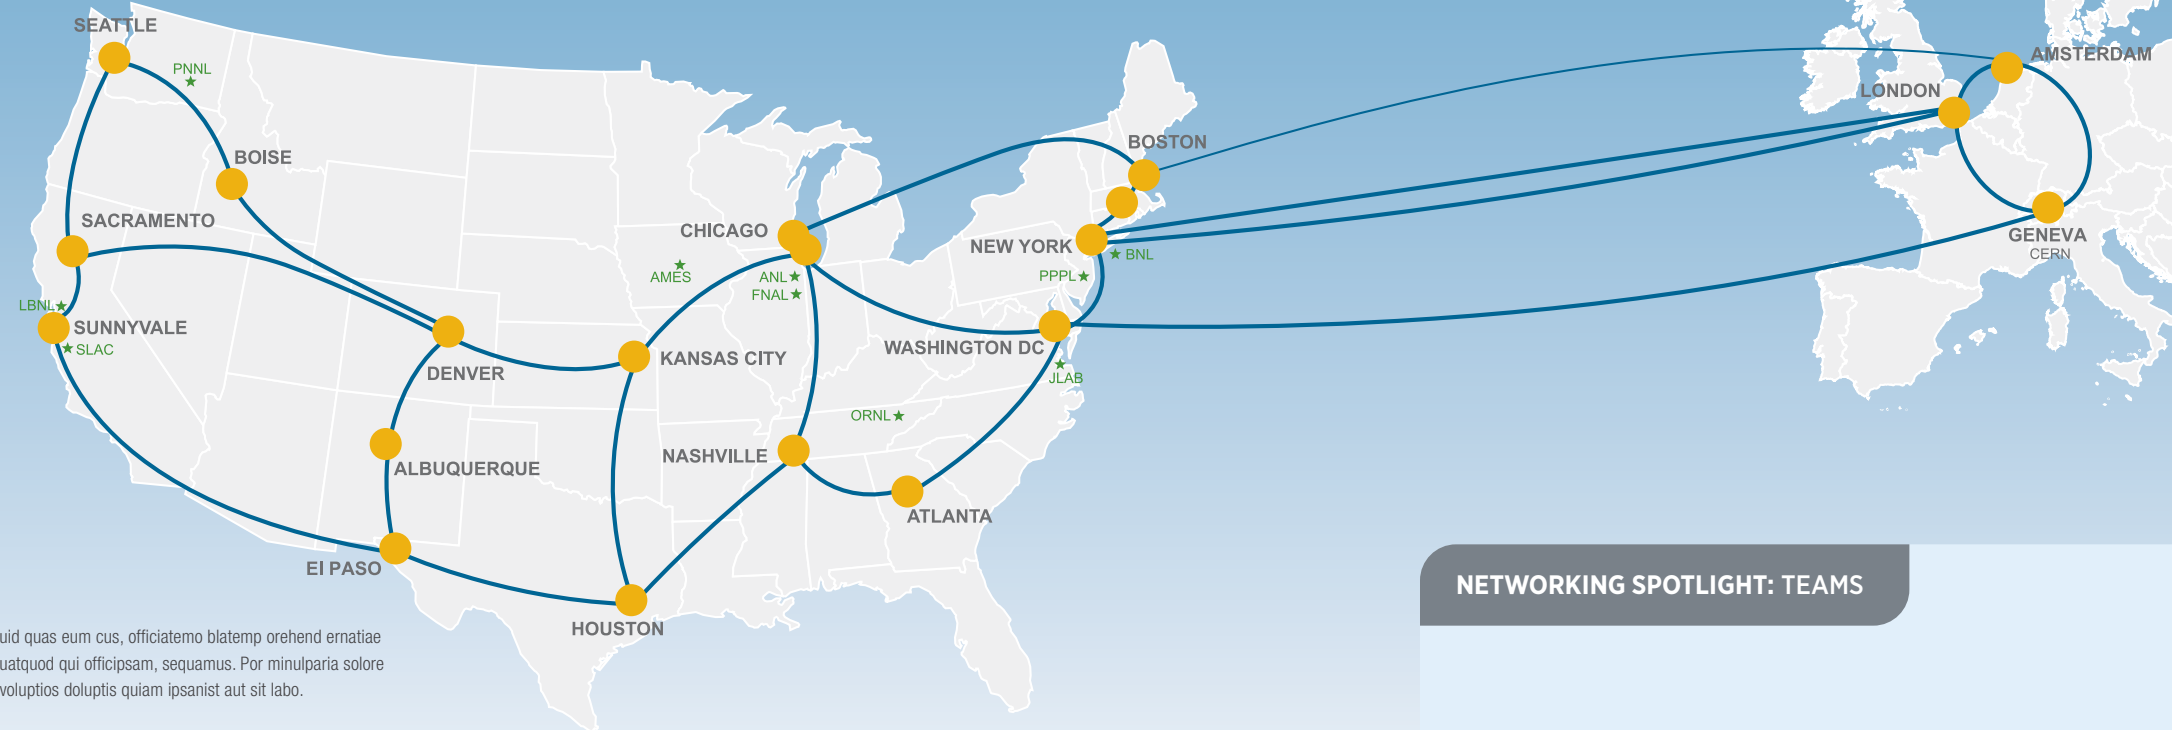 SEATTLE
PNNL
BOISE
SACRAMENTO
LBNL
SUNNYVALE
SLAC
DENVER
ALBUQUERQUE
El PASO
HOUSTON
KANSAS CITY
AMES
CHICAGO
ANL
FNAL
NASHVILLE
ORNL
ATLANTA
WASHINGTON DC
JLAB
PPPL
NEW YORK
BNL
BOSTON
AMSTERDAM
LONDON
GENEVA
CERN
uid quas eum cus, officiatemo blatemp orehend ernatiae
uatquod qui officipsam, sequamus. Por minulparia solore
voluptios doluptis quiam ipsanist aut sit labo.
NETWORKING SPOTLIGHT: TEAMS